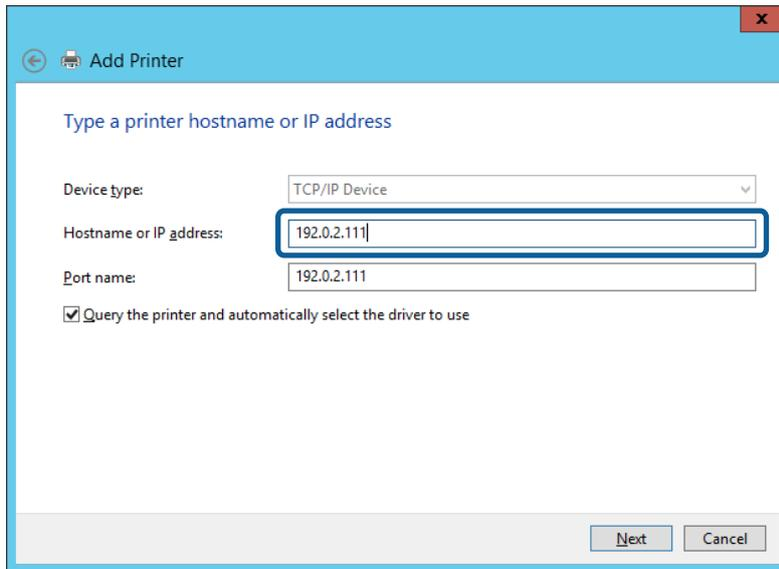 x
Add Printer
Type a printer hostname or IP address
Device type: TCP/IP Device
Hostname or IP address: 192.0.2.111
Port name: 192.0.2.111
Query the printer and automatically select the driver to use
Next Cancel